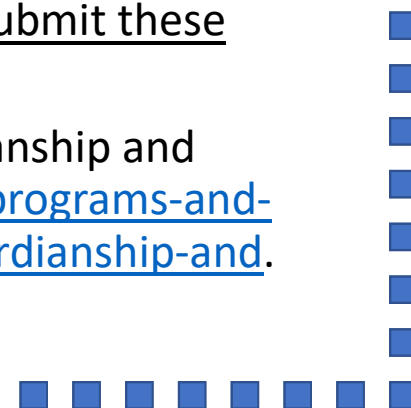 ubmit these
anship and
programs-and-
rdianship-and.